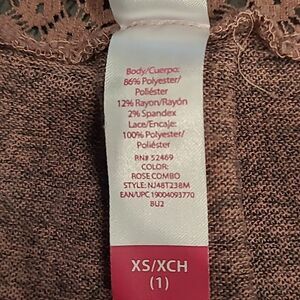 Body/Cuerpo:
86% Polyester/
Poliéster
12% Rayon/Rayón
2% Spandex
Lace/Encaje:
100% Polyester/
Poliéster
RN# 52469
COLOR:
ROSE COMBO
STYLE: NJ48T238M
EAN/UPC 19004093770
BU2
XS/XCH
(1)